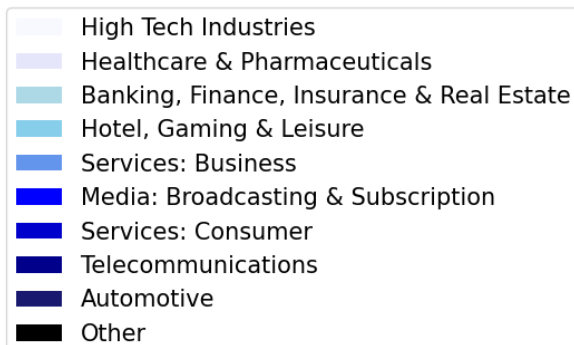 High Tech Industries
Healthcare & Pharmaceuticals
Banking, Finance, Insurance & Real Estate
Hotel, Gaming & Leisure
Services: Business
Media: Broadcasting & Subscription
Services: Consumer
Telecommunications
Automotive
Other